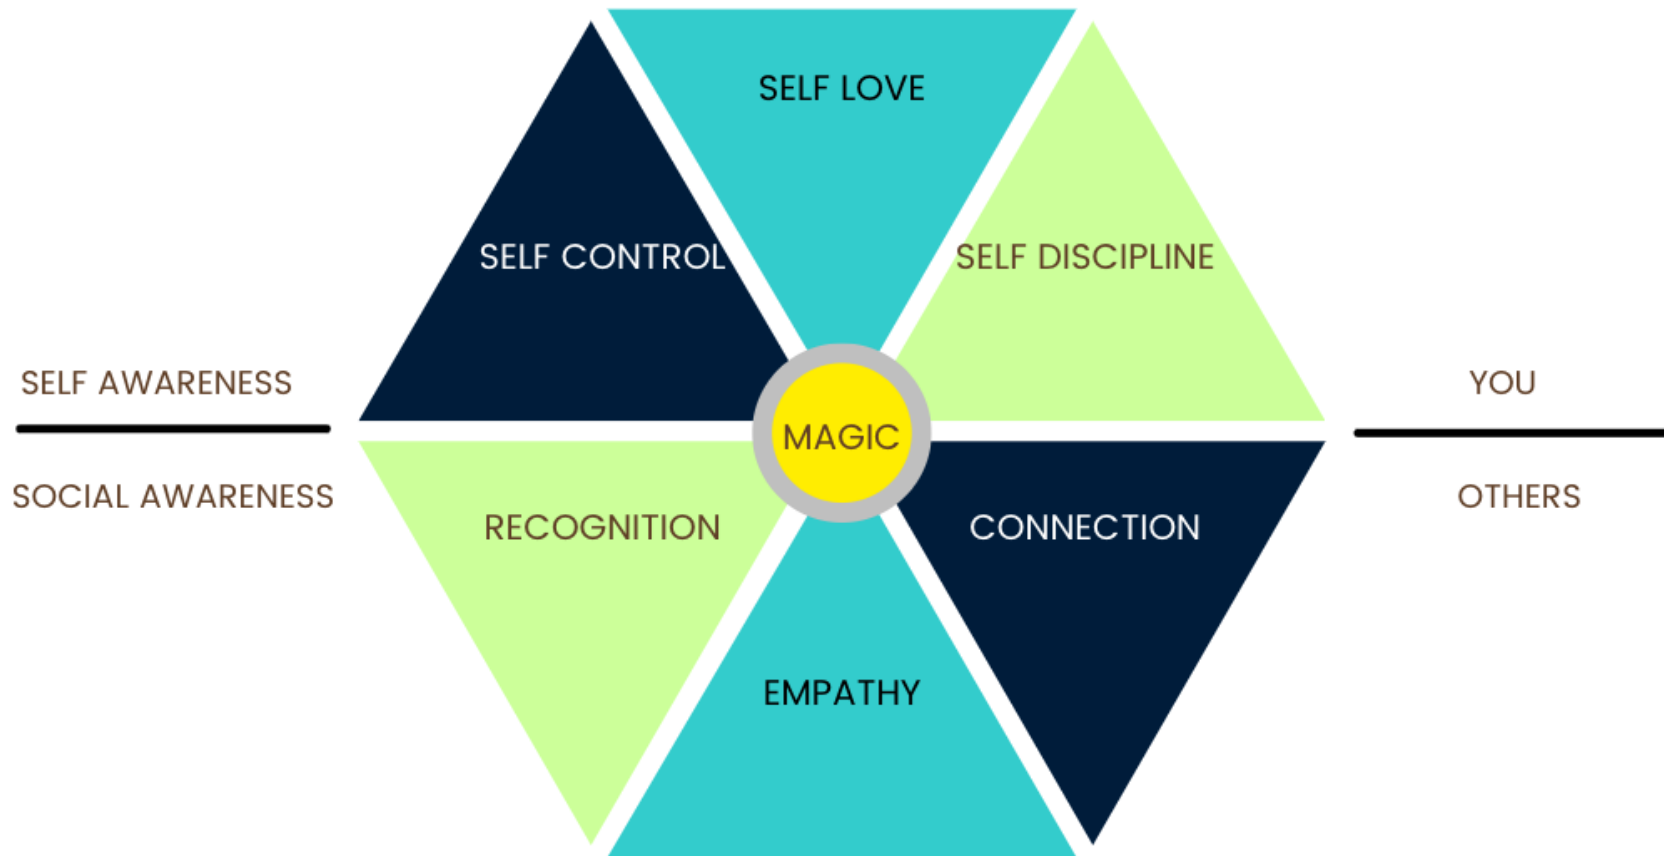 SELF LOVE
SELF CONTROL
SELF DISCIPLINE
SELF AWARENESS
YOU
MAGIC
SOCIAL AWARENESS
OTHERS
RECOGNITION
CONNECTION
EMPATHY